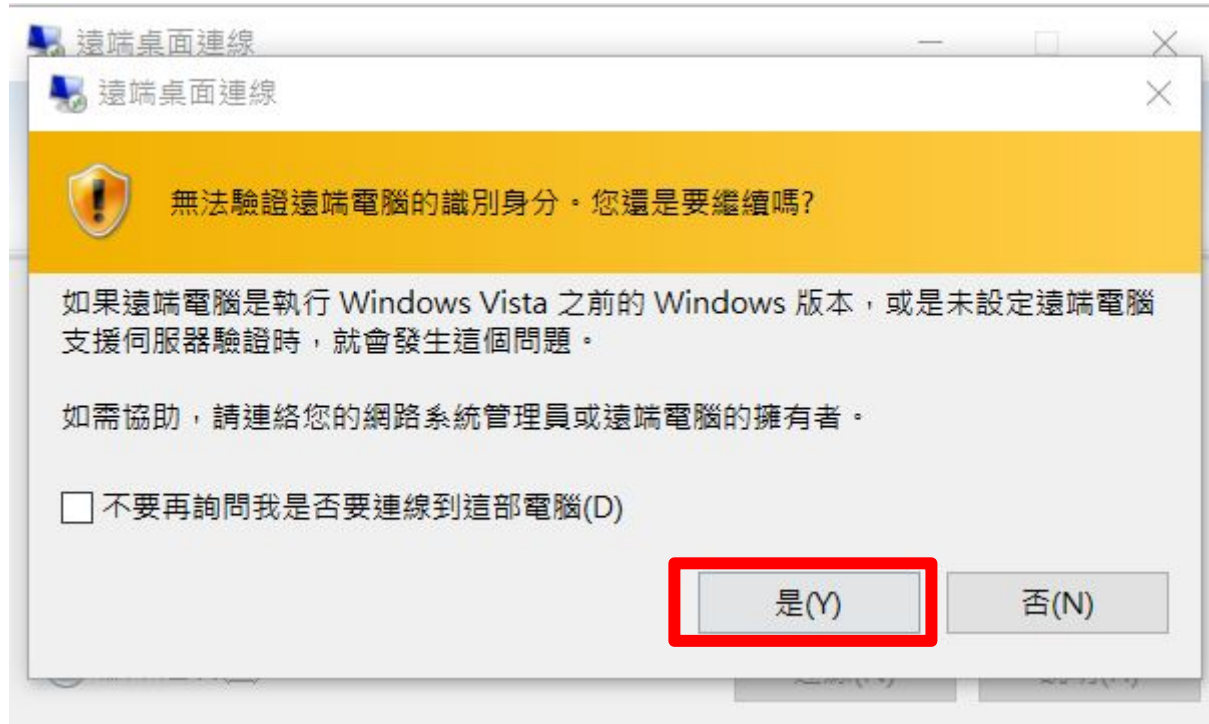 遠端桌面連線
遠端桌面連線
無法驗證遠端電腦的識別身分。您還是要繼續嗎?
如果遠端電腦是執行 Windows Vista 之前的 Windows 版本，或是未設定遠端電腦
支援伺服器驗證時，就會發生這個問題。
如需協助，請連絡您的網路系統管理員或遠端電腦的擁有者。
不要再詢問我是否要連線到這部電腦(D)
是(Y) 否(N)